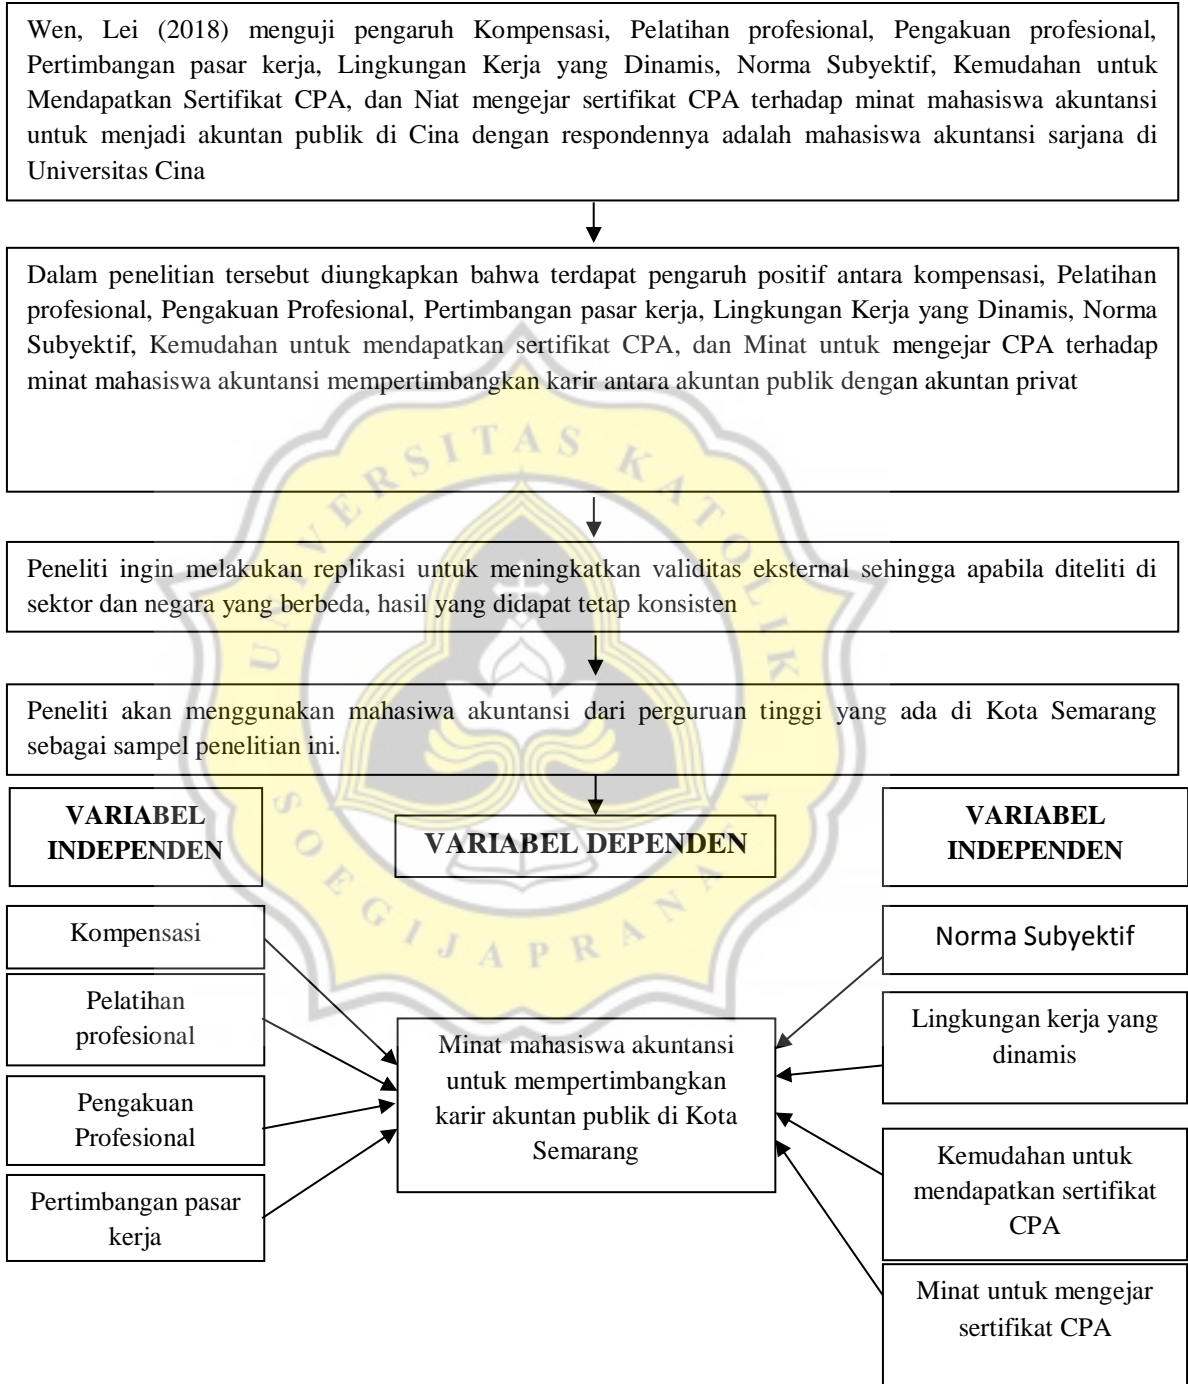 Wen, Lei (2018) menguji pengaruh Kompensasi, Pelatihan profesional, Pengakuan profesional,
Pertimbangan pasar kerja, Lingkungan Kerja yang Dinamis, Norma Subyektif, Kemudahan untuk
Mendapatkan Sertifikat CPA, dan Niat mengejar sertifikat CPA terhadap minat mahasiswa akuntansi
untuk menjadi akuntan publik di Cina dengan respondennya adalah mahasiswa akuntansi sarjana di
Universitas Cina
Dalam penelitian tersebut diungkapkan bahwa terdapat pengaruh positif antara kompensasi, Pelatihan
profesional, Pengakuan Profesional, Pertimbangan pasar kerja, Lingkungan Kerja yang Dinamis, Norma
Subyektif, Kemudahan untuk mendapatkan sertifikat CPA, dan Minat untuk mengejar CPA terhadap
minat mahasiswa akuntansi mempertimbangkan karir antara akuntan publik dengan akuntan privat
Peneliti ingin melakukan replikasi untuk meningkatkan validitas eksternal sehingga apabila diteliti di
sektor dan negara yang berbeda, hasil yang didapat tetap konsisten
Peneliti akan menggunakan mahasiwa akuntansi dari perguruan tinggi yang ada di Kota Semarang
sebagai sampel penelitian ini.
VARIABEL
INDEPENDEN
VARIABEL DEPENDEN
VARIABEL
INDEPENDEN
Kompensasi
Pelatihan
profesional
Pengakuan
Profesional
Pertimbangan pasar
kerja
Minat mahasiswa akuntansi
untuk mempertimbangkan
karir akuntan publik di Kota
Semarang
Norma Subyektif
Lingkungan kerja yang
dinamis
Kemudahan untuk
mendapatkan sertifikat
CPA
Minat untuk mengejar
sertifikat CPA
UNIVERSITAS KATOLIK
SOEGIJAPRANATA